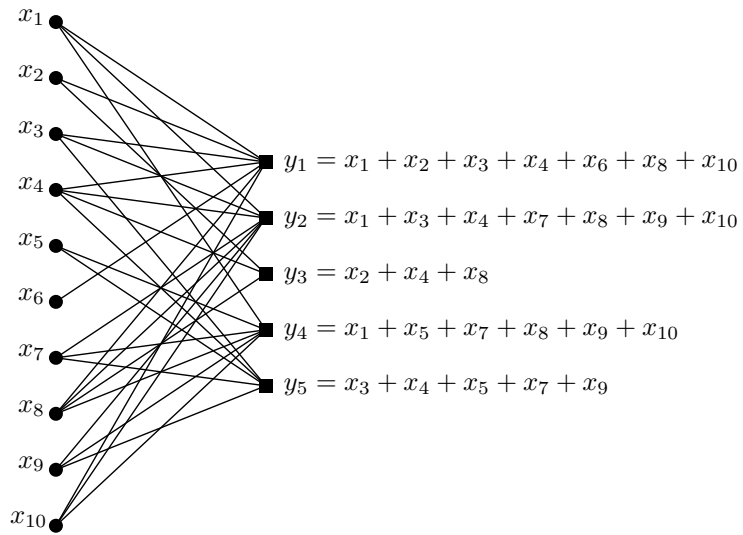 x₁
x₂
x₃
x₄
x₅
x₆
x₇
x₈
x₉
x₁₀
y₁ = x₁ + x₂ + x₃ + x₄ + x₆ + x₈ + x₁₀
y₂ = x₁ + x₃ + x₄ + x₇ + x₈ + x₉ + x₁₀
y₃ = x₂ + x₄ + x₈
y₄ = x₁ + x₅ + x₇ + x₈ + x₉ + x₁₀
y₅ = x₃ + x₄ + x₅ + x₇ + x₉